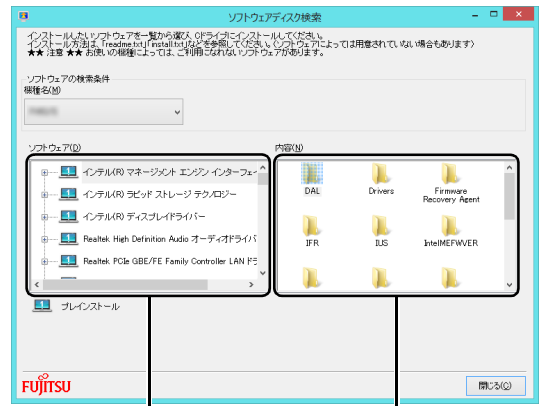 ソフトウェアディスク検索
インストールしたいソフトウェアを一覧から選び、Cドライブにインストールしてください。
インストール方法は、「readme.txt」「install.txt」などを参照してください。（ソフトウェアによっては用意されていない場合もあります）
★★ 注意 ★★ お使いの機種によっては、ご利用になれないソフトウェアがあります。
ソフトウェアの検索条件
機種名(M)
ソフトウェア(D)
内容(N)
インテル(R) マネージメント エンジン インターフェー
インテル(R) ラピッド ストレージ テクノロジー
インテル(R) ディスプレイドライバー
Realtek High Definition Audio オーディオドライバ
Realtek PCIe GBE/FE Family Controller LANド
DAL
Drivers
Firmware
Recovery Agent
IFR
IUS
IntelMEFWVER
プレインストール
FUJITSU
閉じる(C)